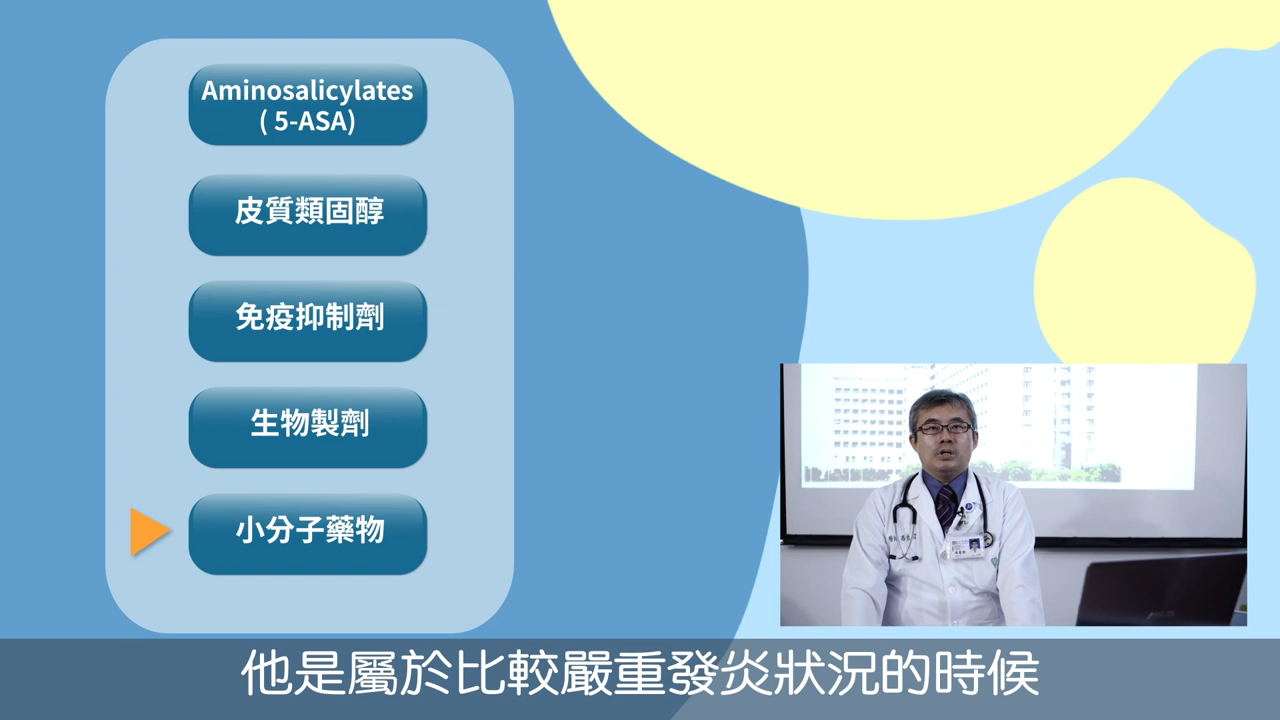 Aminosalicylates
( 5-ASA)
皮質類固醇
免疫抑制劑
生物製劑
小分子藥物
他是屬於比較嚴重發炎狀況的時候